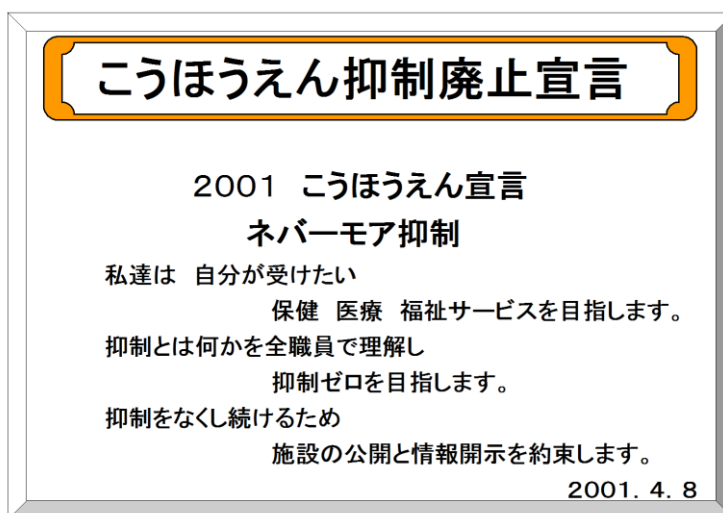 こうほうえん抑制廃止宣言
2001　こうほうえん宣言
ネバーモア抑制
私達は　自分が受けたい
保健　医療　福祉サービスを目指します。
抑制とは何かを全職員で理解し
抑制ゼロを目指します。
抑制をなくし続けるため
施設の公開と情報開示を約束します。
2001．4．8